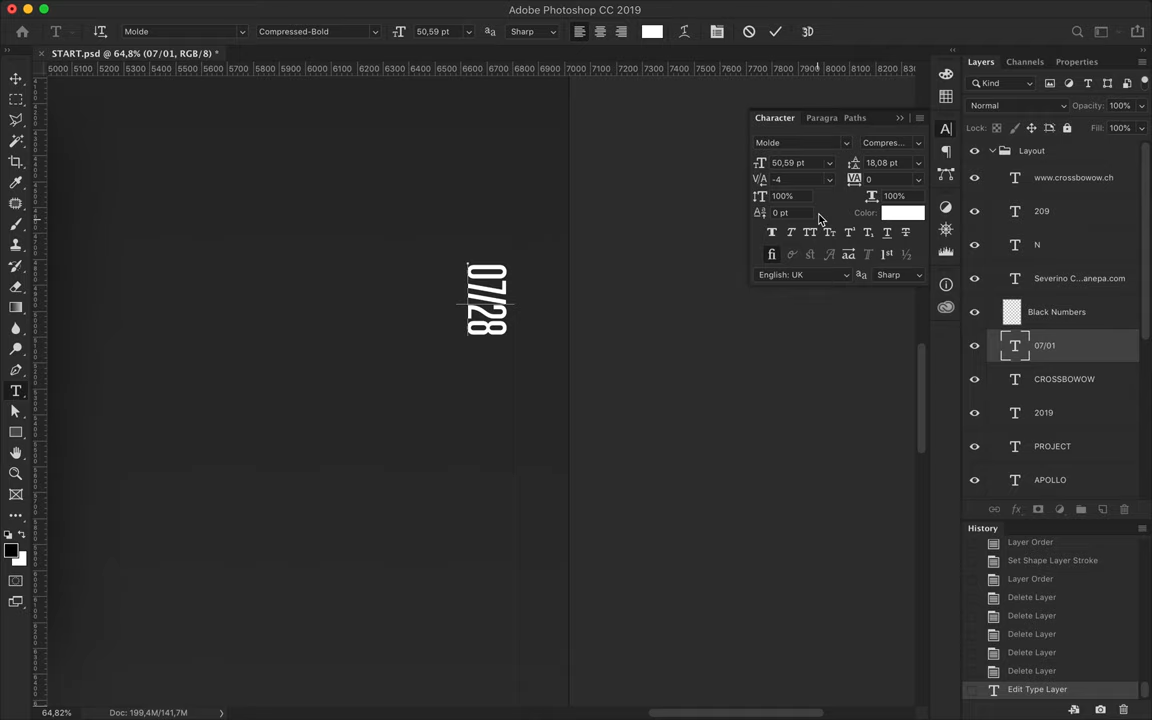 Adobe Photoshop CC 2019
Molde
Compressed-Bold
50,59 pt
Sharp
3D
START.psd @ 64,8% (07/01, RGB/8) *
5000 5100 5200 5300 5400 5500 5600 5700 5800 5900 6000 6100 6200 6300 6400 6500 6600 6700 6800 6900 7000 7100 7200 7300 7400 7500 7600 7700 7800 7900 8000 8100 8200
07/28
Character
Paragra
Paths
Molde
Compres...
50,59 pt
18,08 pt
-4
0
100%
100%
0 pt
Color:
English: UK
Sharp
Layers
Channels
Properties
Kind
Normal
Opacity: 100%
Lock:
Fill: 100%
Layout
www.crossbowow.ch
209
N
Severino C...anepa.com
Black Numbers
07/01
CROSSBOWOW
2019
PROJECT
APOLLO
History
Layer Order
Set Shape Layer Stroke
Layer Order
Delete Layer
Delete Layer
Delete Layer
Delete Layer
Delete Layer
Edit Type Layer
64,82%
Doc: 199,4M/141,7M